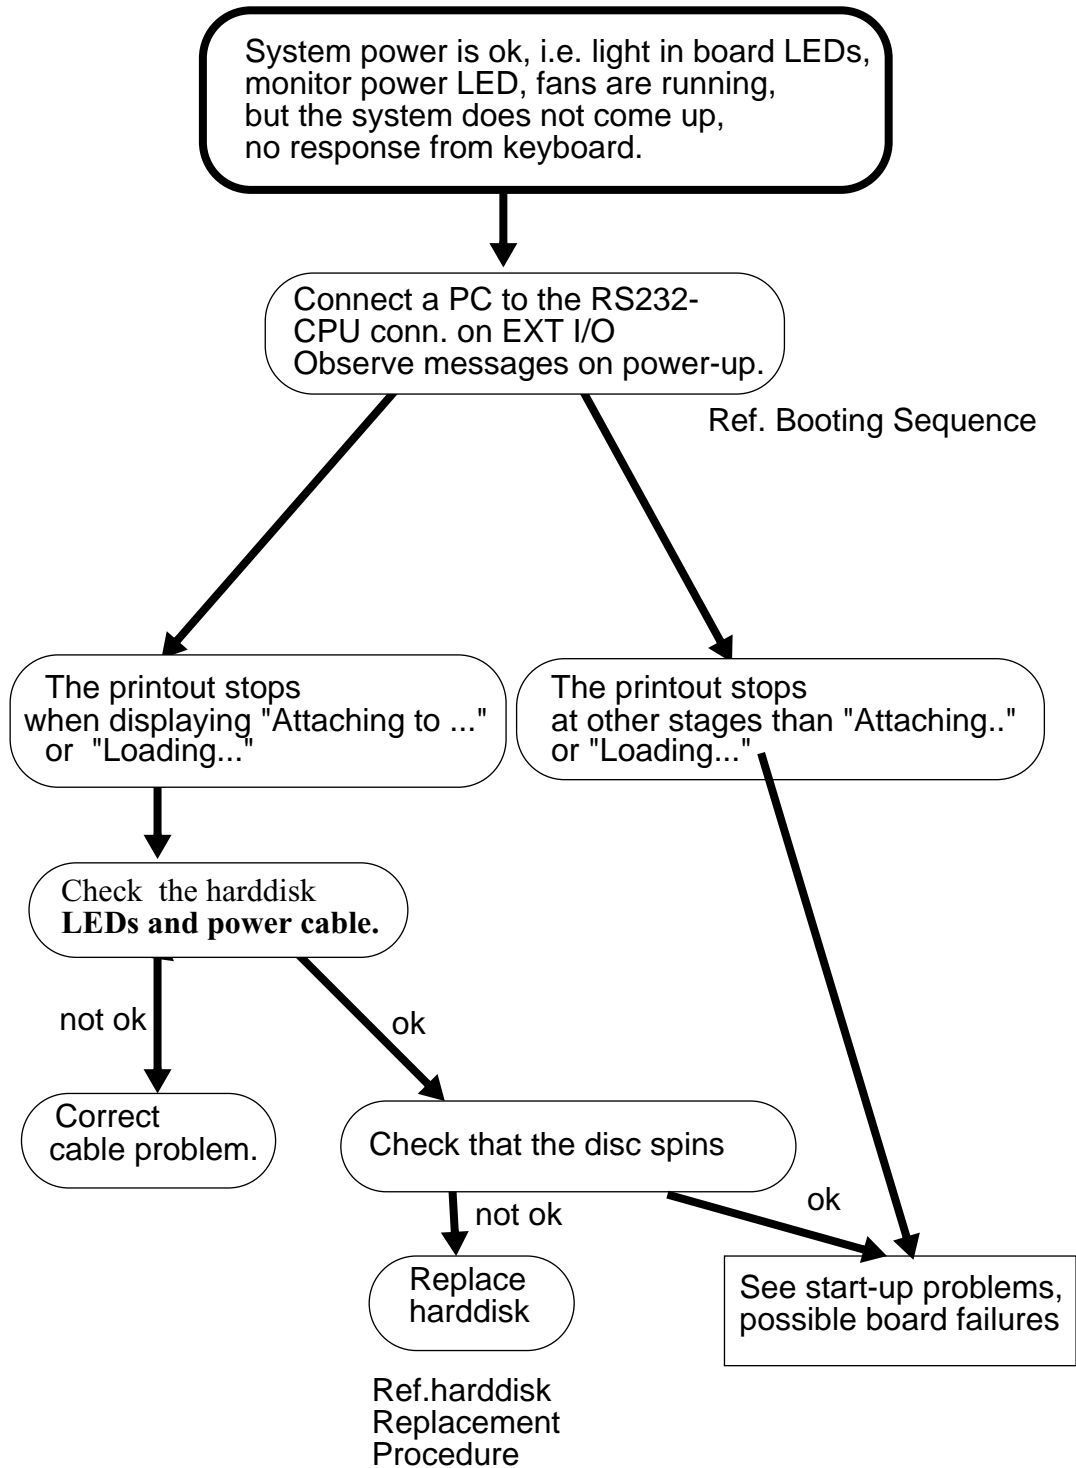 System power is ok, i.e. light in board LEDs,
monitor power LED, fans are running,
but the system does not come up,
no response from keyboard.
Connect a PC to the RS232-
CPU conn. on EXT I/O
Observe messages on power-up.
Ref. Booting Sequence
The printout stops
when displaying "Attaching to ..."
or "Loading..."
The printout stops
at other stages than "Attaching.."
or "Loading..."
Check the harddisk
LEDs and power cable.
not ok
ok
Correct
cable problem.
Check that the disc spins
not ok
ok
Replace
harddisk
See start-up problems,
possible board failures
Ref.harddisk
Replacement
Procedure